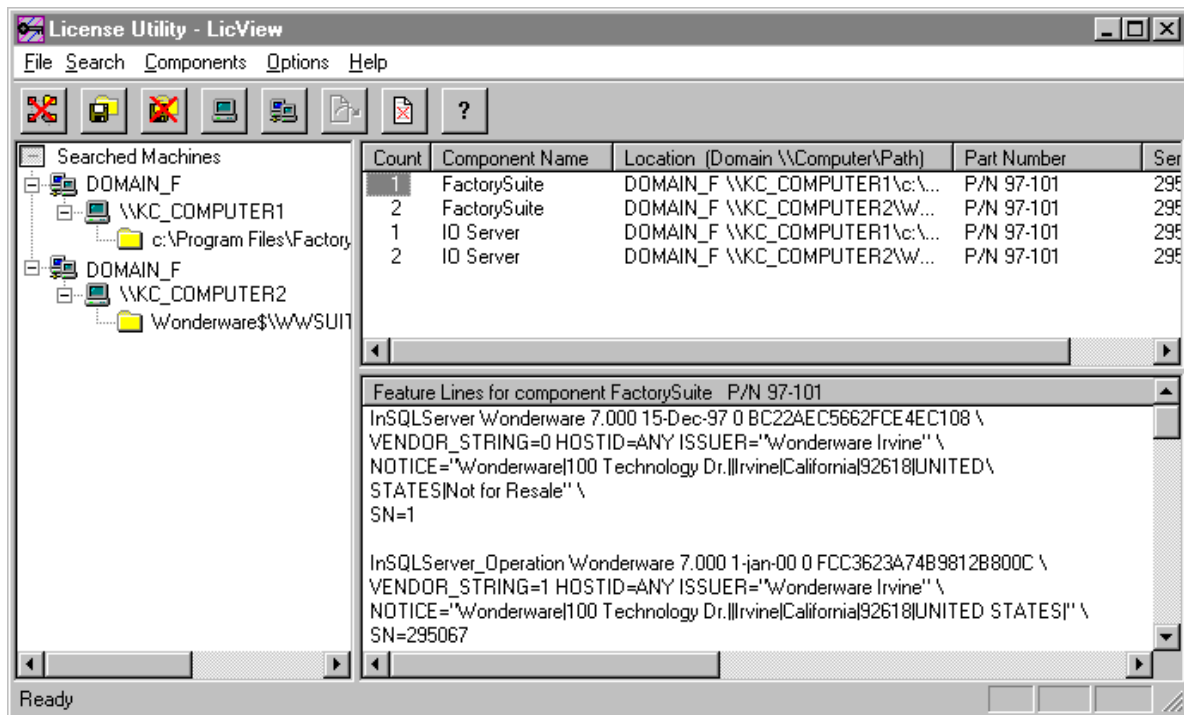 License Utility - LicView
File Search Components Options Help
?
Searched Machines
DOMAIN_F
\\KC_COMPUTER1
c:\Program Files\Factory
DOMAIN_F
\\KC_COMPUTER2
Wonderware$\WWSUIT
Count Component Name Location (Domain \\Computer\Path) Part Number Ser
1 FactorySuite DOMAIN_F \\KC_COMPUTER1\c:\... P/N 97-101 295
2 FactorySuite DOMAIN_F \\KC_COMPUTER2\W... P/N 97-101 295
1 IO Server DOMAIN_F \\KC_COMPUTER1\c:\... P/N 97-101 295
2 IO Server DOMAIN_F \\KC_COMPUTER2\W... P/N 97-101 295
Feature Lines for component FactorySuite P/N 97-101
InSQLServer Wonderware 7.000 15-Dec-97 0 BC22AEC5662FCE4EC108 \
VENDOR_STRING=0 HOSTID=ANY ISSUER="Wonderware Irvine" \
NOTICE="Wonderware|100 Technology Dr.|||Irvine|California|92618|UNITED\
STATES|Not for Resale" \
SN=1
InSQLServer_Operation Wonderware 7.000 1-jan-00 0 FCC3623A74B9812B800C \
VENDOR_STRING=1 HOSTID=ANY ISSUER="Wonderware Irvine" \
NOTICE="Wonderware|100 Technology Dr.|||Irvine|California|92618|UNITED STATES|" \
SN=295067
Ready